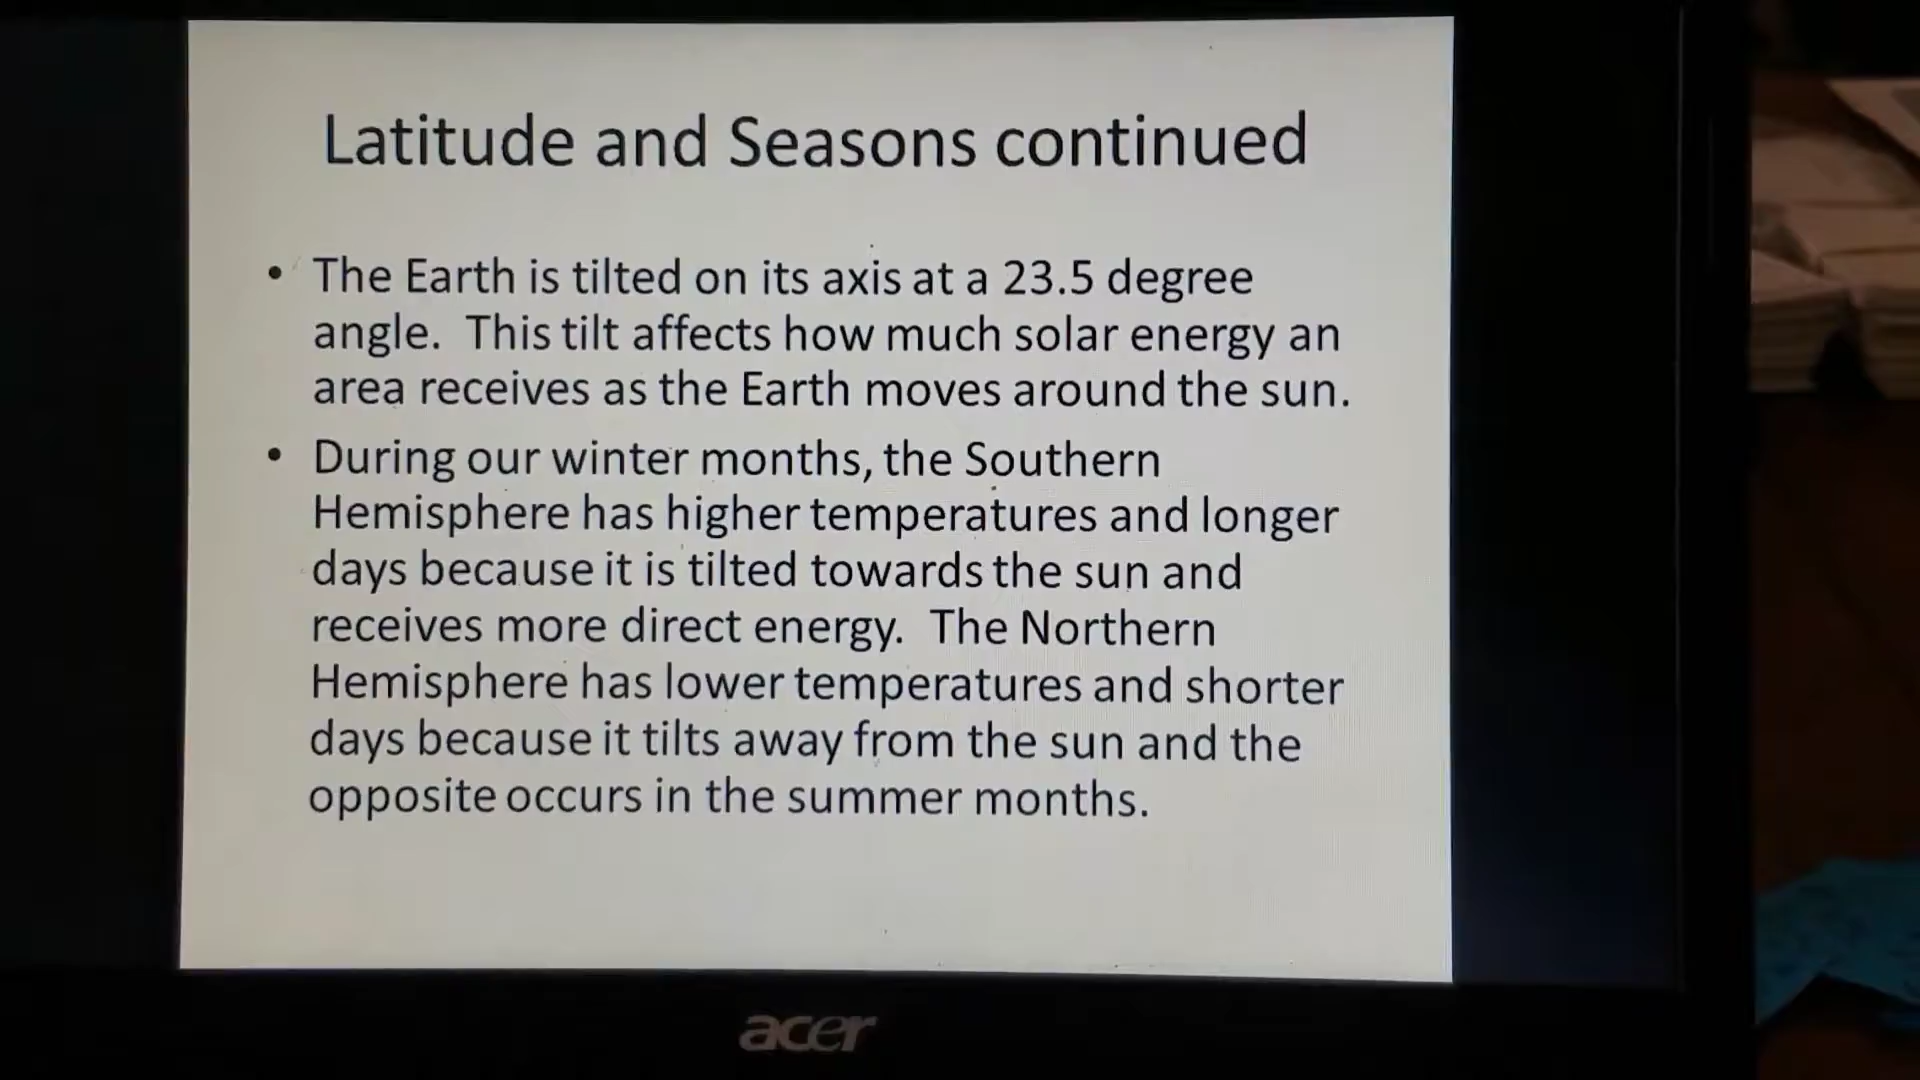 Latitude and Seasons continued
• The Earth is tilted on its axis at a 23.5 degree
angle. This tilt affects how much solar energy an
area receives as the Earth moves around the sun.
• During our winter months, the Southern
Hemisphere has higher temperatures and longer
days because it is tilted towards the sun and
receives more direct energy. The Northern
Hemisphere has lower temperatures and shorter
days because it tilts away from the sun and the
opposite occurs in the summer months.
acer